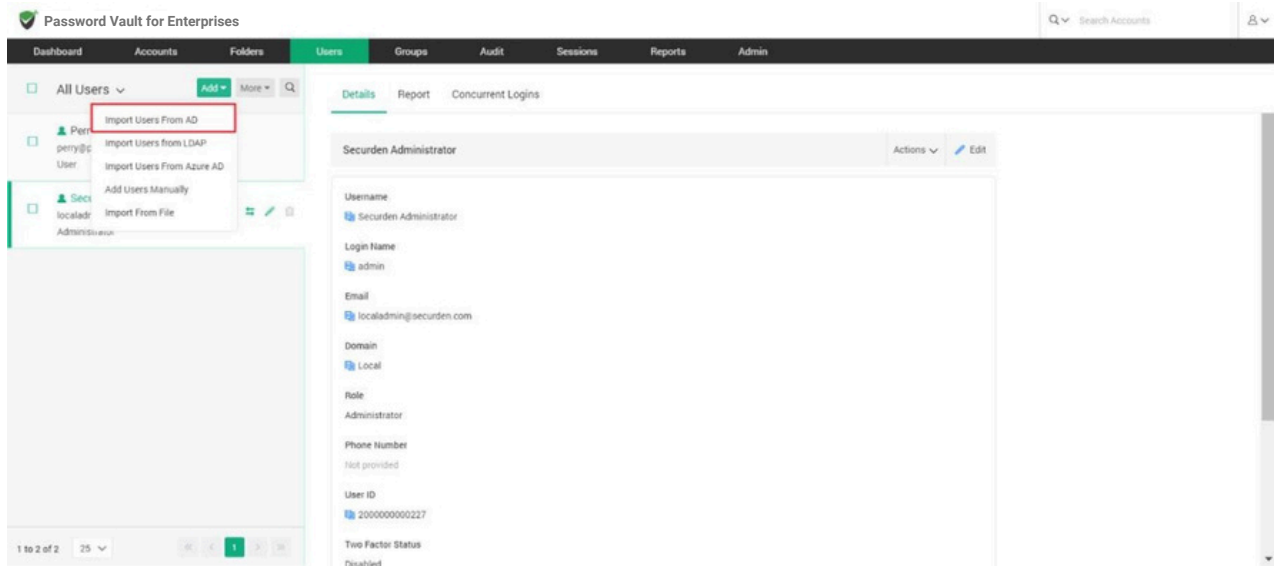 Password Vault for Enterprises
Search Accounts
Dashboard Accounts Folders Users Groups Audit Sessions Reports Admin
All Users Add More
Import Users From AD
Import Users from LDAP
Import Users From Azure AD
Add Users Manually
Import From File
User
Administrator
1 to 2 of 2 25 1
Details Report Concurrent Logins
Securden Administrator Actions Edit
Username
Securden Administrator
Login Name
admin
Email
localadmin@securden.com
Domain
Local
Role
Administrator
Phone Number
Not provided
User ID
2000000000227
Two Factor Status
Disabled